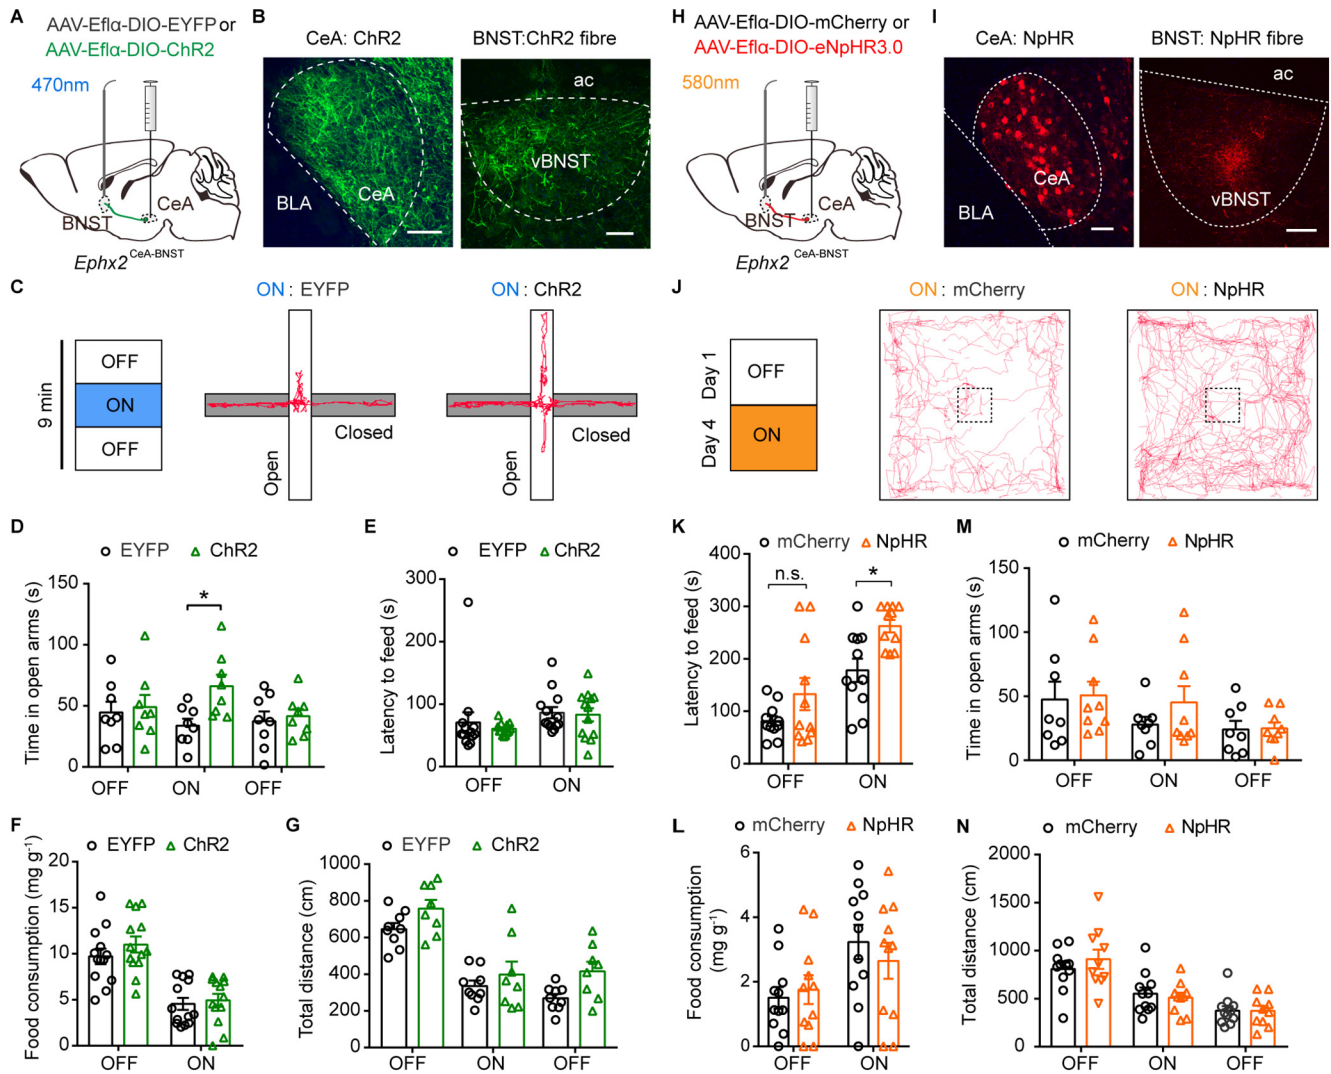 A
AAV-Eflα-DIO-EYFP or
AAV-Eflα-DIO-ChR2
470nm
BNST
CeA
Ephx2 CeA-BNST
B
CeA: ChR2
BNST:ChR2 fibre
BLA
CeA
ac
vBNST
H
AAV-Eflα-DIO-mCherry or
AAV-Eflα-DIO-eNpHR3.0
580nm
BNST
CeA
Ephx2 CeA-BNST
I
CeA: NpHR
BNST: NpHR fibre
BLA
CeA
ac
vBNST
C
9 min
OFF
ON
OFF
ON : EYFP
Closed
Open
ON : ChR2
Closed
Open
J
Day 1
OFF
Day 4
ON
ON : mCherry
ON : NpHR
D
EYFP ChR2
Time in open arms (s)
150
100
50
0
*
OFF ON OFF
E
EYFP ChR2
Latency to feed (s)
300
200
100
0
OFF ON
K
mCherry NpHR
Latency to feed (s)
400
300
200
100
0
n.s.
*
OFF ON
M
mCherry NpHR
Time in open arms (s)
150
100
50
0
OFF ON OFF
F
EYFP ChR2
Food consumption (mg g-1)
20
15
10
5
0
OFF ON
G
EYFP ChR2
Total distance (cm)
1000
800
600
400
200
0
OFF ON OFF
L
mCherry NpHR
Food consumption
(mg g-1)
6
4
2
0
OFF ON
N
mCherry NpHR
Total distance (cm)
2000
1500
1000
500
0
OFF ON OFF